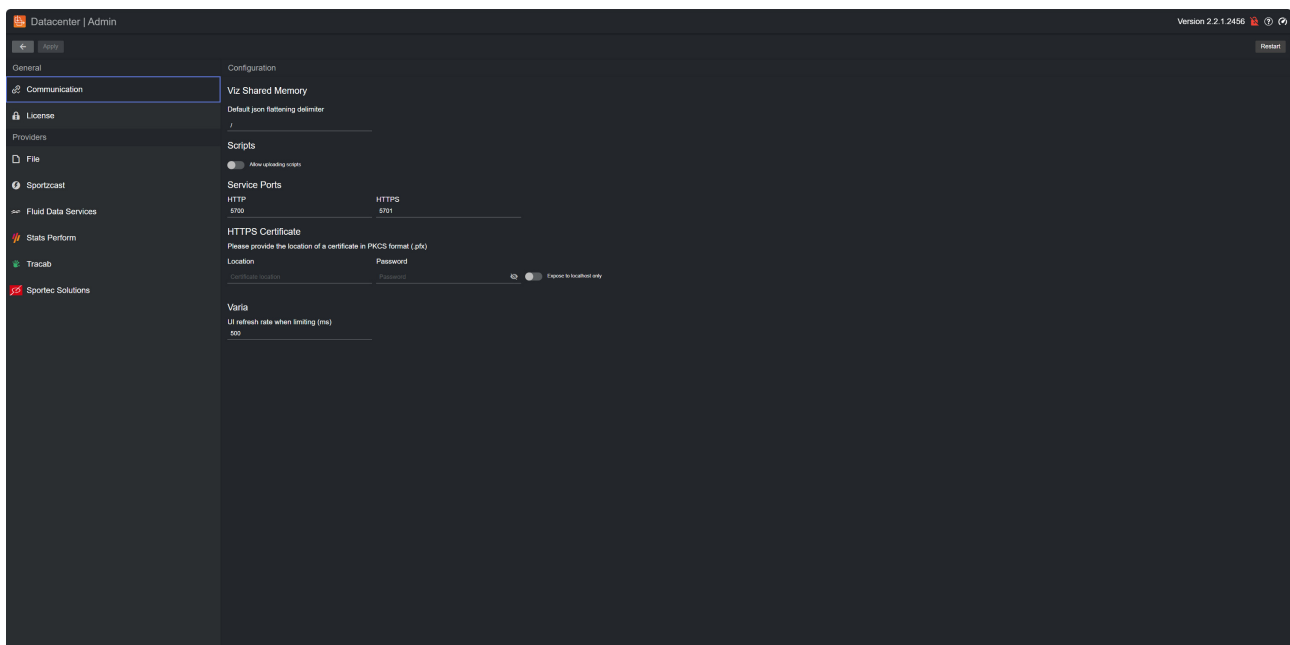 Datacenter | Admin
Version 2.2.1.2456
Apply
Restart
General
Configuration
Communication
License
Providers
File
Sportzcast
Fluid Data Services
Stats Perform
Tracab
Sportec Solutions
Viz Shared Memory
Default json flattening delimiter
/
Scripts
Allow uploading scripts
Service Ports
HTTP HTTPS
5700 5701
HTTPS Certificate
Please provide the location of a certificate in PKCS format (.pfx)
Location Password
Certificate location Password Expose to localhost only
Varia
UI refresh rate when limiting (ms)
500